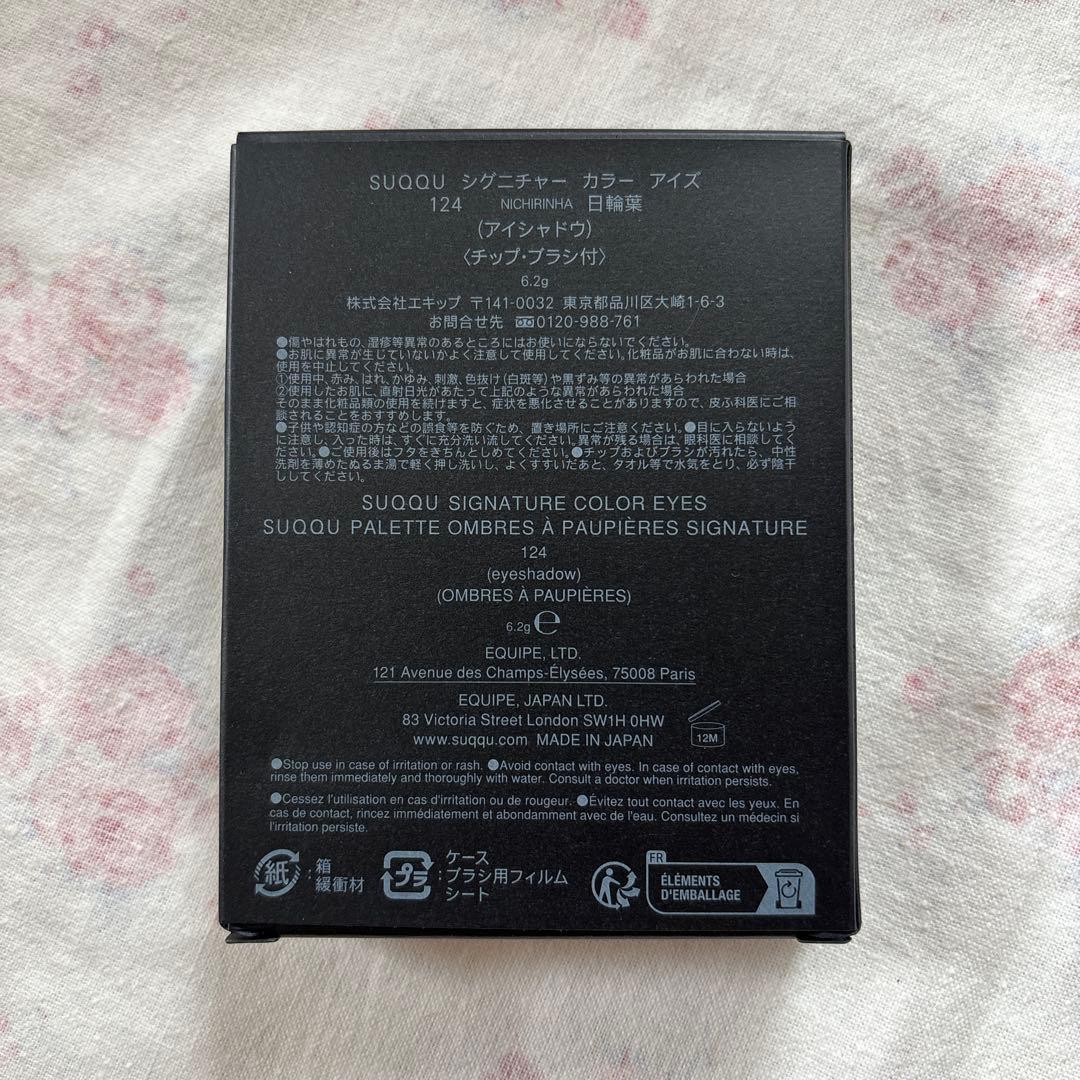 SUQQU シグニチャー カラー アイズ
124 NICHIRINHA 日輪葉
(アイシャドウ)
〈チップ・ブラシ付〉
6.2g
株式会社エキップ 〒141-0032 東京都品川区大崎1-6-3
お問合せ先 0120-988-761
●傷やはれもの、湿疹等異常のあるところにはお使いにならないでください。
●お肌に異常が生じていないかよく注意して使用してください。化粧品がお肌に合わない時は、
使用を中止してください。
①使用中、赤み、はれ、かゆみ、刺激、色抜け(白斑等)や黒ずみ等の異常があらわれた場合
②使用したお肌に、直射日光があたって上記のような異常があらわれた場合
そのまま化粧品類の使用を続けますと、症状を悪化させることがありますので、皮ふ科医にご相
談されることをおすすめします。
●子供や認知症の方などの誤食等を防ぐため、置き場所にご注意ください。●目に入らないよう
に注意し、入った時は、すぐに充分洗い流してください。異常が残る場合は、眼科医に相談してく
ださい。●ご使用後はフタをきちんとしめてください。●チップおよびブラシが汚れたら、中性
洗剤を薄めたぬるま湯で軽く押し洗いし、よくすすいだあと、タオル等で水気をとり、必ず陰干
ししてください。
SUQQU SIGNATURE COLOR EYES
SUQQU PALETTE OMBRES À PAUPIÈRES SIGNATURE
124
(eyeshadow)
(OMBRES À PAUPIÈRES)
6.2g ℮
EQUIPE, LTD.
121 Avenue des Champs-Élysées, 75008 Paris
EQUIPE, JAPAN LTD.
83 Victoria Street London SW1H 0HW
www.suqqu.com MADE IN JAPAN
12M
●Stop use in case of irritation or rash. ●Avoid contact with eyes. In case of contact with eyes,
rinse them immediately and thoroughly with water. Consult a doctor when irritation persists.
●Cessez l'utilisation en cas d'irritation ou de rougeur. ●Évitez tout contact avec les yeux. En
cas de contact, rincez immédiatement et abondamment avec de l'eau. Consultez un médecin si
l'irritation persiste.
紙 : 箱
緩衝材
プラ : ケース
ブラシ用フィルム
シート
FR
ÉLÉMENTS
D'EMBALLAGE